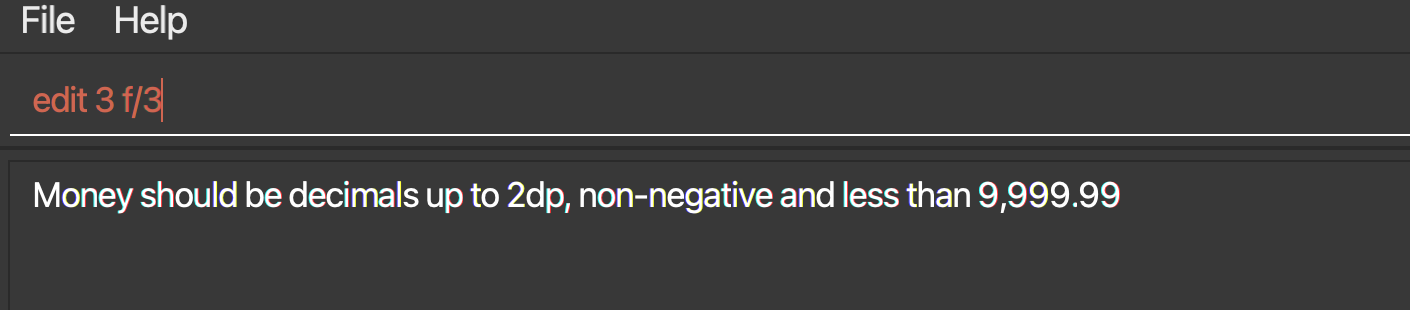 File Help
edit 3 f/3
Money should be decimals up to 2dp, non-negative and less than 9,999.99